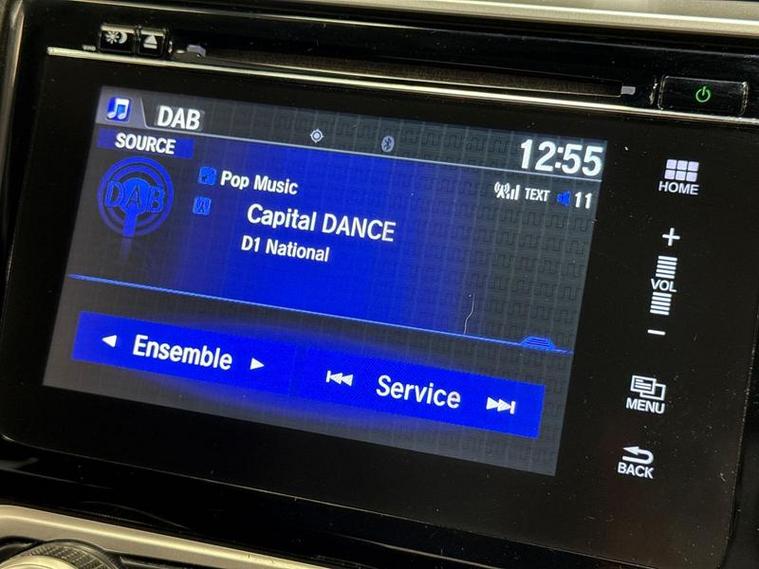 DAB
SOURCE
12:55
TEXT 11
DAB
Pop Music
Capital DANCE
D1 National
Ensemble
Service
HOME
+
VOL
−
MENU
BACK